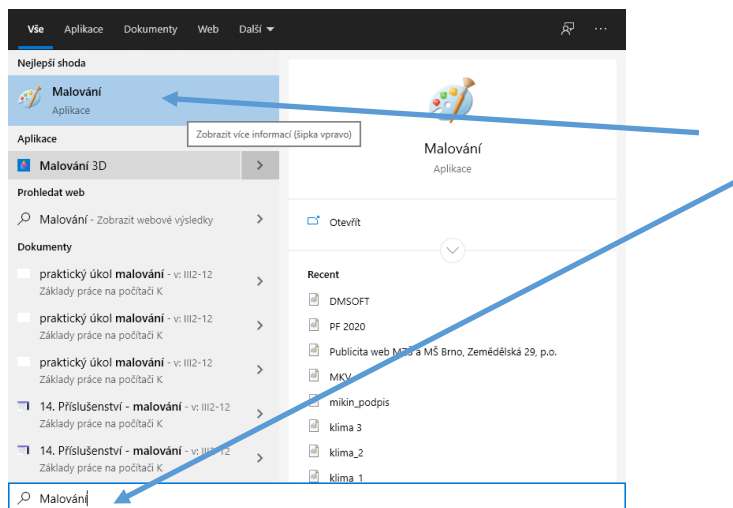 Vše Aplikace Dokumenty Web Další
Nejlepší shoda
Malování
Aplikace
Zobrazit více informací (šipka vpravo)
Aplikace
Malování 3D
Prohledat web
Malování - Zobrazit webové výsledky
Dokumenty
praktický úkol malování - v: III2-12
Základy práce na počítači K
praktický úkol malování - v: III2-12
Základy práce na počítači K
praktický úkol malování - v: III2-12
Základy práce na počítači K
14. Příslušenství - malování - v: III2-12
Základy práce na počítači K
14. Příslušenství - malování - v: III2-12
Základy práce na počítači K
Malování
Malování
Aplikace
Otevřít
Recent
DMSOFT
PF 2020
Publicita web MZŠ a MŠ Brno, Zemědělská 29, p.o.
MKV
mikin_podpis
klima 3
klima_2
klima 1